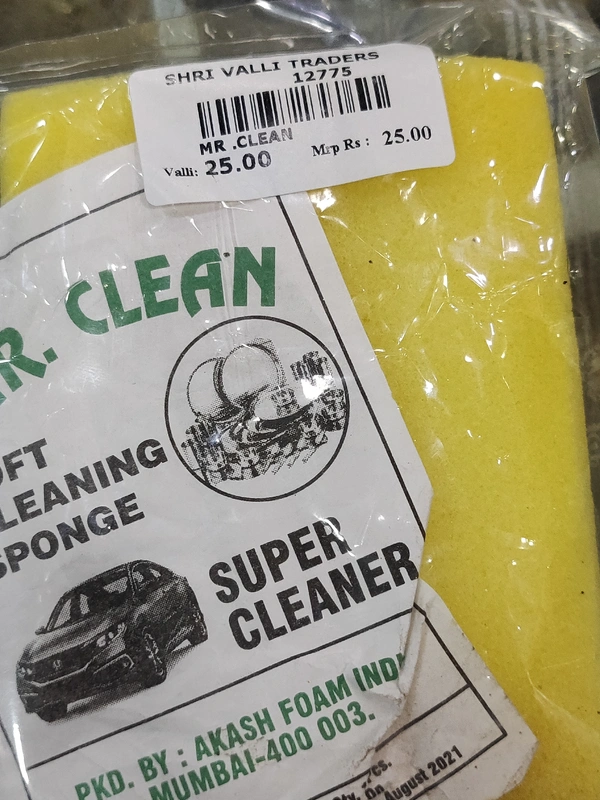 SHRI VALLI TRADERS
12775
MR .CLEAN
Valli: 25.00 Mrp Rs : 25.00
R. CLEAN
OFT
LEANING
SPONGE
SUPER
CLEANER
PKD. BY : AKASH FOAM INDI
MUMBAI-400 003.
On August 2021